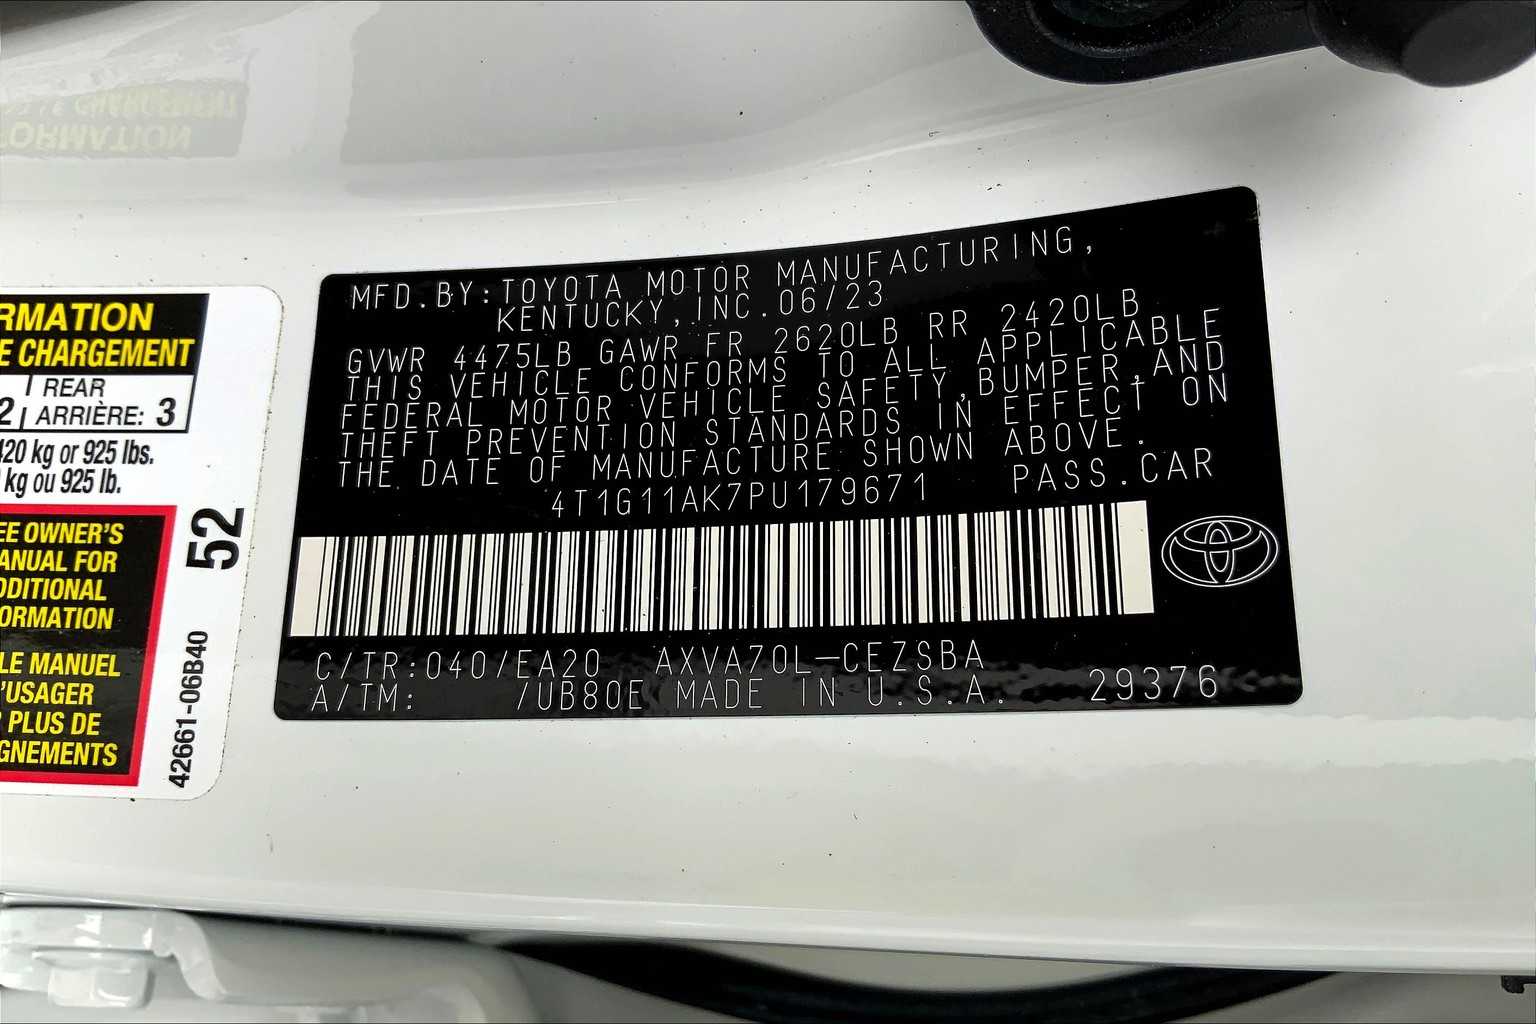 RMATION
E CHARGEMENT
REAR
2 ARRIÈRE: 3
420 kg or 925 lbs.
kg ou 925 lb.
EE OWNER'S
ANUAL FOR
DDITIONAL
ORMATION
LE MANUEL
'USAGER
PLUS DE
GNEMENTS
52
42661-06B40
MFD.BY:TOYOTA MOTOR MANUFACTURING,
KENTUCKY,INC.06/23
GVWR 4475LB GAWR FR 2620LB RR 2420LB
THIS VEHICLE CONFORMS TO ALL APPLICABLE
FEDERAL MOTOR VEHICLE SAFETY,BUMPER,AND
THEFT PREVENTION STANDARDS IN EFFECT ON
THE DATE OF MANUFACTURE SHOWN ABOVE.
4T1G11AK7PU179671 PASS.CAR
C/TR:040/EA20 AXVA70L-CEZSBA
A/TM: /UB80E MADE IN U.S.A. 29376